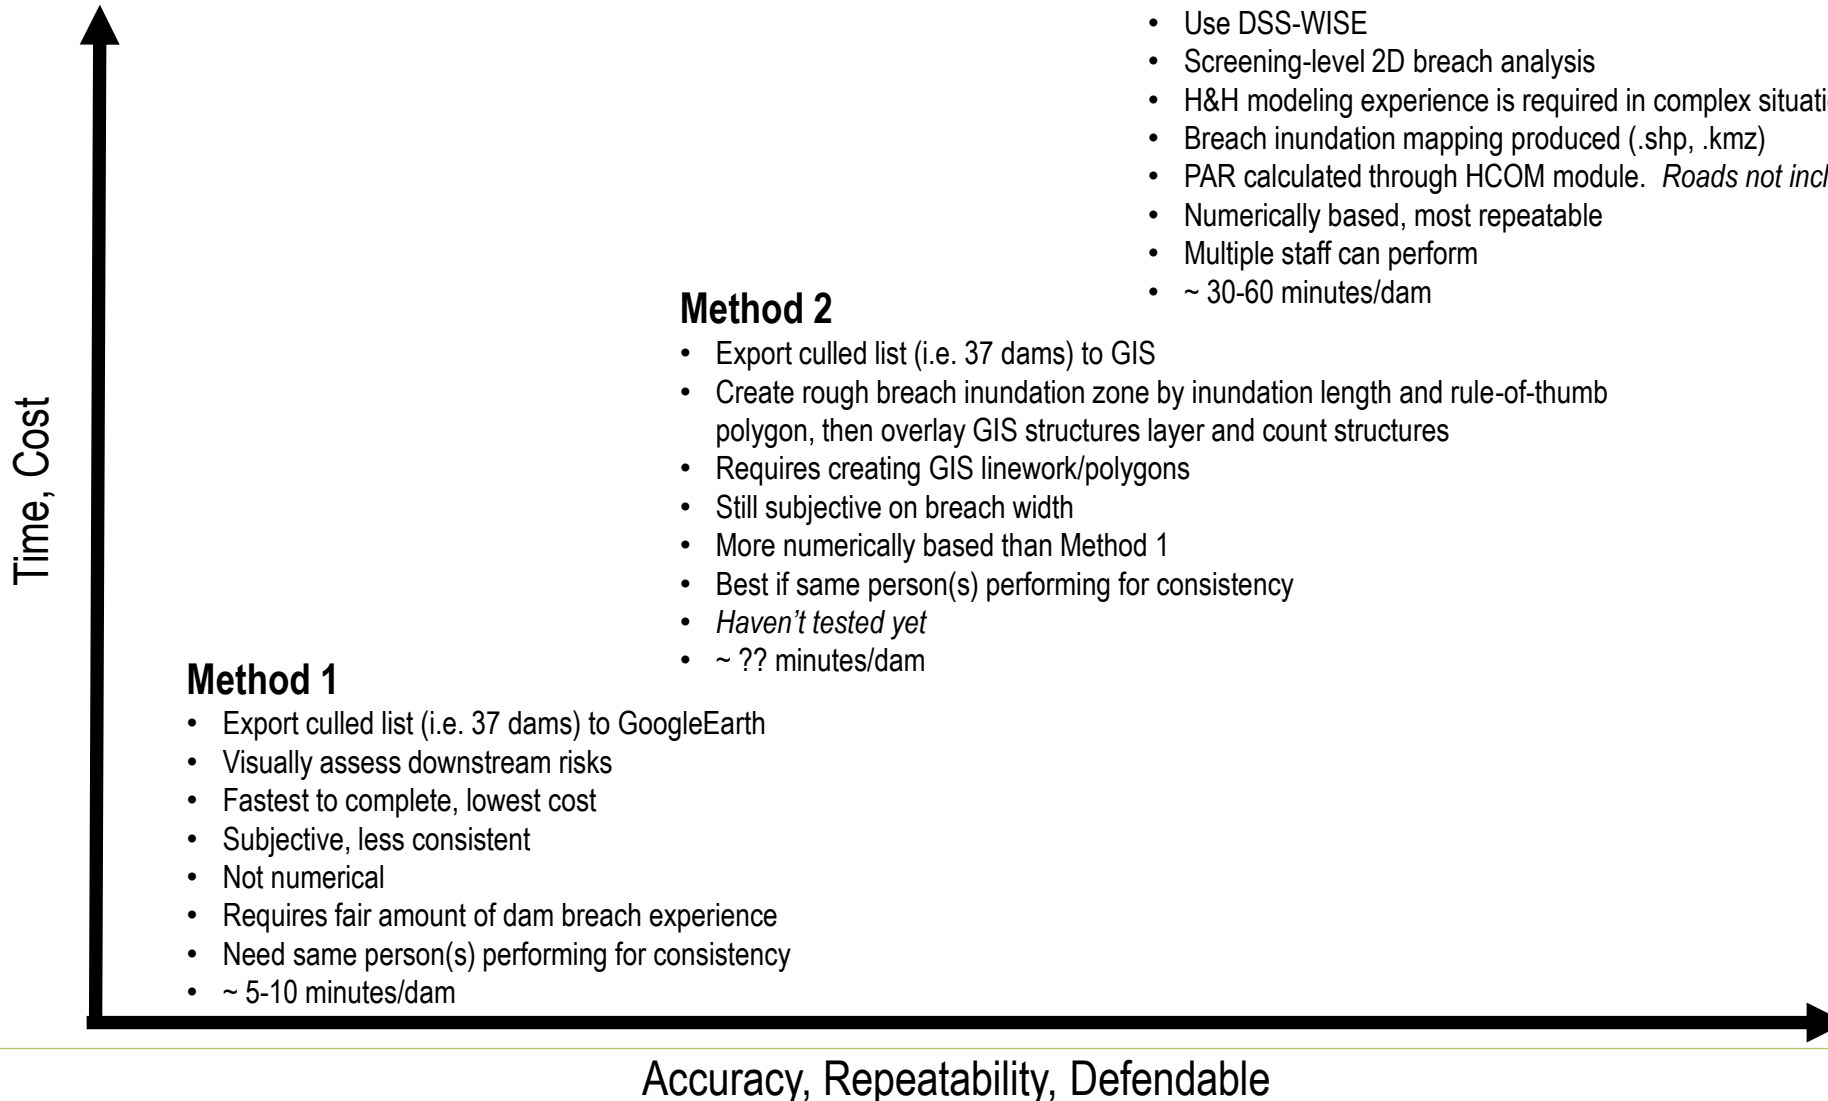 • Use DSS-WISE
• Screening-level 2D breach analysis
• H&H modeling experience is required in complex
• Breach inundation mapping produced (.shp, .kmz)
• PAR calculated through HCOM module. Roads not
• Numerically based, most repeatable
• Multiple staff can perform
• ~ 30-60 minutes/dam
Method 2
• Export culled list (i.e. 37 dams) to GIS
• Create rough breach inundation zone by inundation length and rule-of-thumb
polygon, then overlay GIS structures layer and count structures
• Requires creating GIS linework/polygons
• Still subjective on breach width
• More numerically based than Method 1
• Best if same person(s) performing for consistency
• Haven't tested yet
• ~ ?? minutes/dam
Method 1
• Export culled list (i.e. 37 dams) to GoogleEarth
• Visually assess downstream risks
• Fastest to complete, lowest cost
• Subjective, less consistent
• Not numerical
• Requires fair amount of dam breach experience
• Need same person(s) performing for consistency
• ~ 5-10 minutes/dam
Time, Cost
Accuracy, Repeatability, Defendable